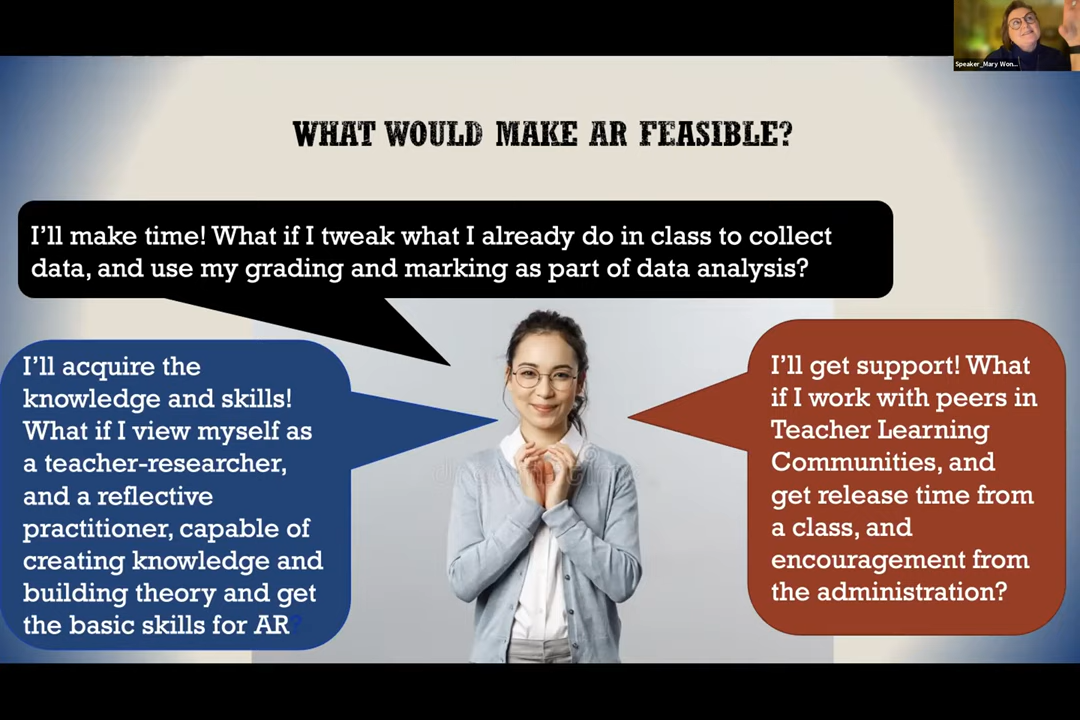 Speaker_Mary Won...
WHAT WOULD MAKE AR FEASIBLE?
I'll make time! What if I tweak what I already do in class to collect
data, and use my grading and marking as part of data analysis?
I'll acquire the
knowledge and skills!
What if I view myself as
a teacher-researcher,
and a reflective
practitioner, capable of
creating knowledge and
building theory and get
the basic skills for AR?
I'll get support! What
if I work with peers in
Teacher Learning
Communities, and
get release time from
a class, and
encouragement from
the administration?